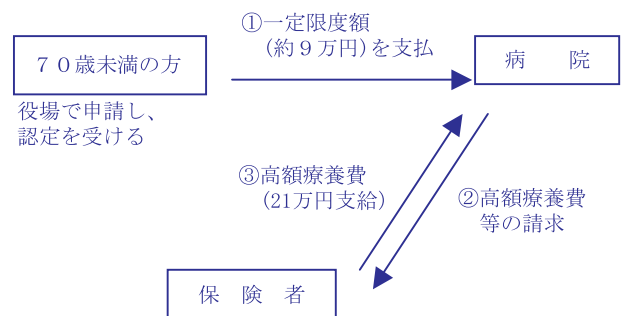 ①一定限度額
(約９万円)を支払
７０歳未満の方
病　　院
役場で申請し、
認定を受ける
③高額療養費
(21万円支給)
②高額療養費
等の請求
保　険　者